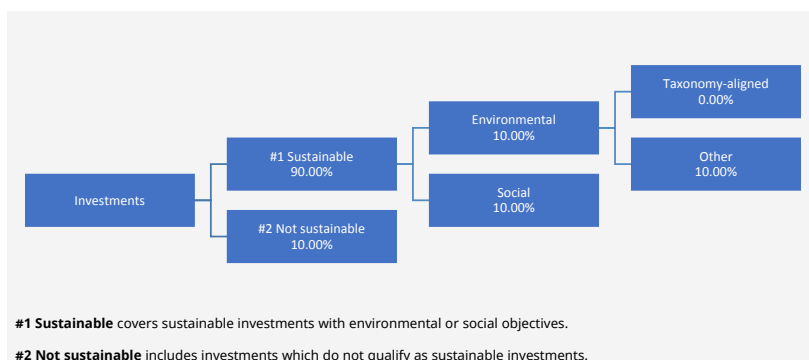 Taxonomy-aligned
0.00%
Environmental
10.00%
#1 Sustainable
90.00%
Other
10.00%
Investments
Social
10.00%
#2 Not sustainable
10.00%
#1 Sustainable covers sustainable investments with environmental or social objectives.
#2 Not sustainable includes investments which do not qualify as sustainable investments.